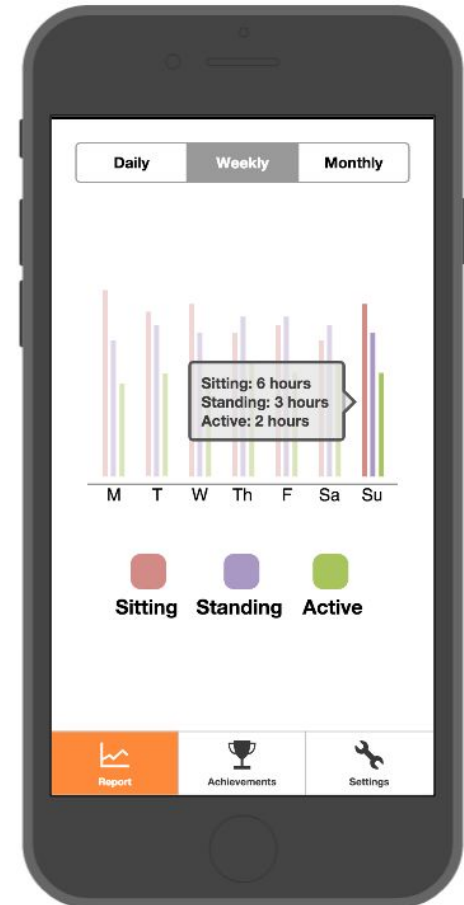 Daily Weekly Monthly
Sitting: 6 hours
Standing: 3 hours
Active: 2 hours
M T W Th F Sa Su
Sitting Standing Active
Report Achievements Settings